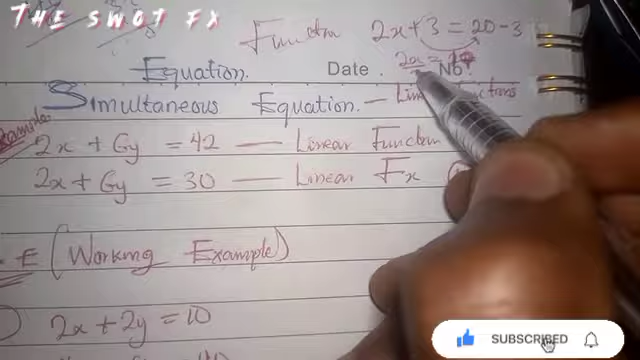 THE SWOT FX
Function 2x + 3 = 20 - 3
2x =
Equation. Date. No.
Simultaneous Equation. — Linear Functions
Example
2x + 6y = 42 — Linear Function
2x + 6y = 30 — Linear Fx
E (Working Example)
2x + 2y = 10
SUBSCRIBED